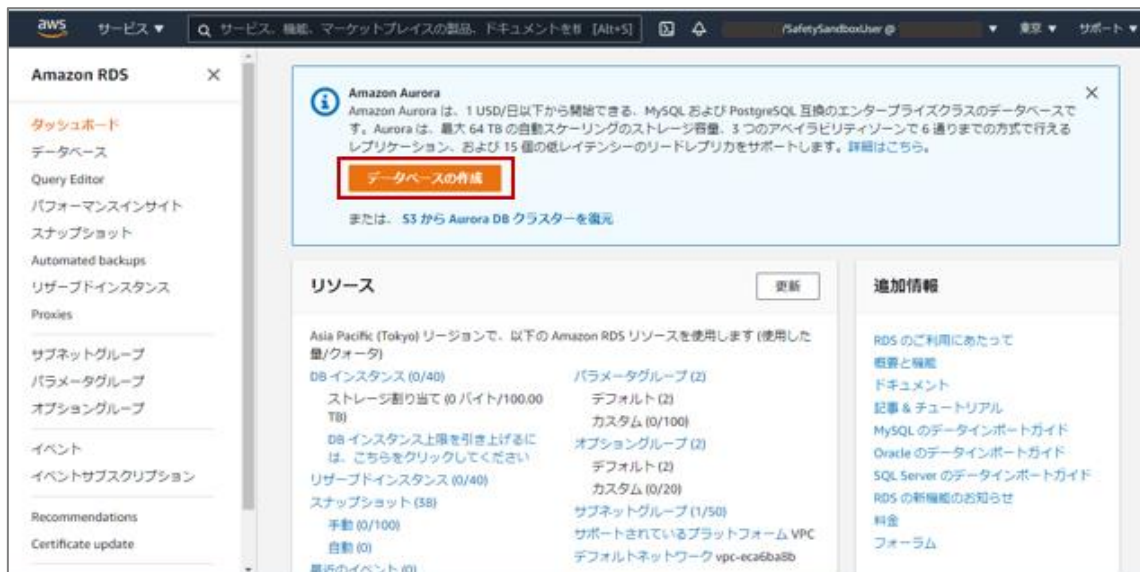 aws
サービス ▼
サービス、機能、マーケットプレイスの製品、ドキュメントを検 [Alt+S]
/SafetySandboxUser @
東京 ▼
サポート ▼
Amazon RDS
ダッシュボード
データベース
Query Editor
パフォーマンスインサイト
スナップショット
Automated backups
リザーブドインスタンス
Proxies
サブネットグループ
パラメータグループ
オプショングループ
イベント
イベントサブスクリプション
Recommendations
Certificate update
Amazon Aurora
Amazon Aurora は、1 USD/日以下から開始できる、MySQL および PostgreSQL 互換のエンタープライズクラスのデータベースで
す。Aurora は、最大 64 TB の自動スケーリングのストレージ容量、3 つのアベイラビリティゾーンで 6 通りまでの方式で行える
レプリケーション、および 15 個の低レイテンシーのリードレプリカをサポートします。詳細はこちら。
データベースの作成
または、 S3 から Aurora DB クラスターを復元
リソース
更新
Asia Pacific (Tokyo) リージョンで、以下の Amazon RDS リソースを使用します (使用した
量/クォータ)
DB インスタンス (0/40)
ストレージ割り当て (0 バイト/100.00
TB)
DB インスタンス上限を引き上げるに
は、こちらをクリックしてください
リザーブドインスタンス (0/40)
スナップショット (38)
手動 (0/100)
自動 (0)
最近のイベント (0)
パラメータグループ (2)
デフォルト (2)
カスタム (0/100)
オプショングループ (2)
デフォルト (2)
カスタム (0/20)
サブネットグループ (1/50)
サポートされているプラットフォーム VPC
デフォルトネットワーク vpc-eca6ba8b
追加情報
RDS のご利用にあたって
概要と機能
ドキュメント
記事 & チュートリアル
MySQL のデータインポートガイド
Oracle のデータインポートガイド
SQL Server のデータインポートガイド
RDS の新機能のお知らせ
料金
フォーラム